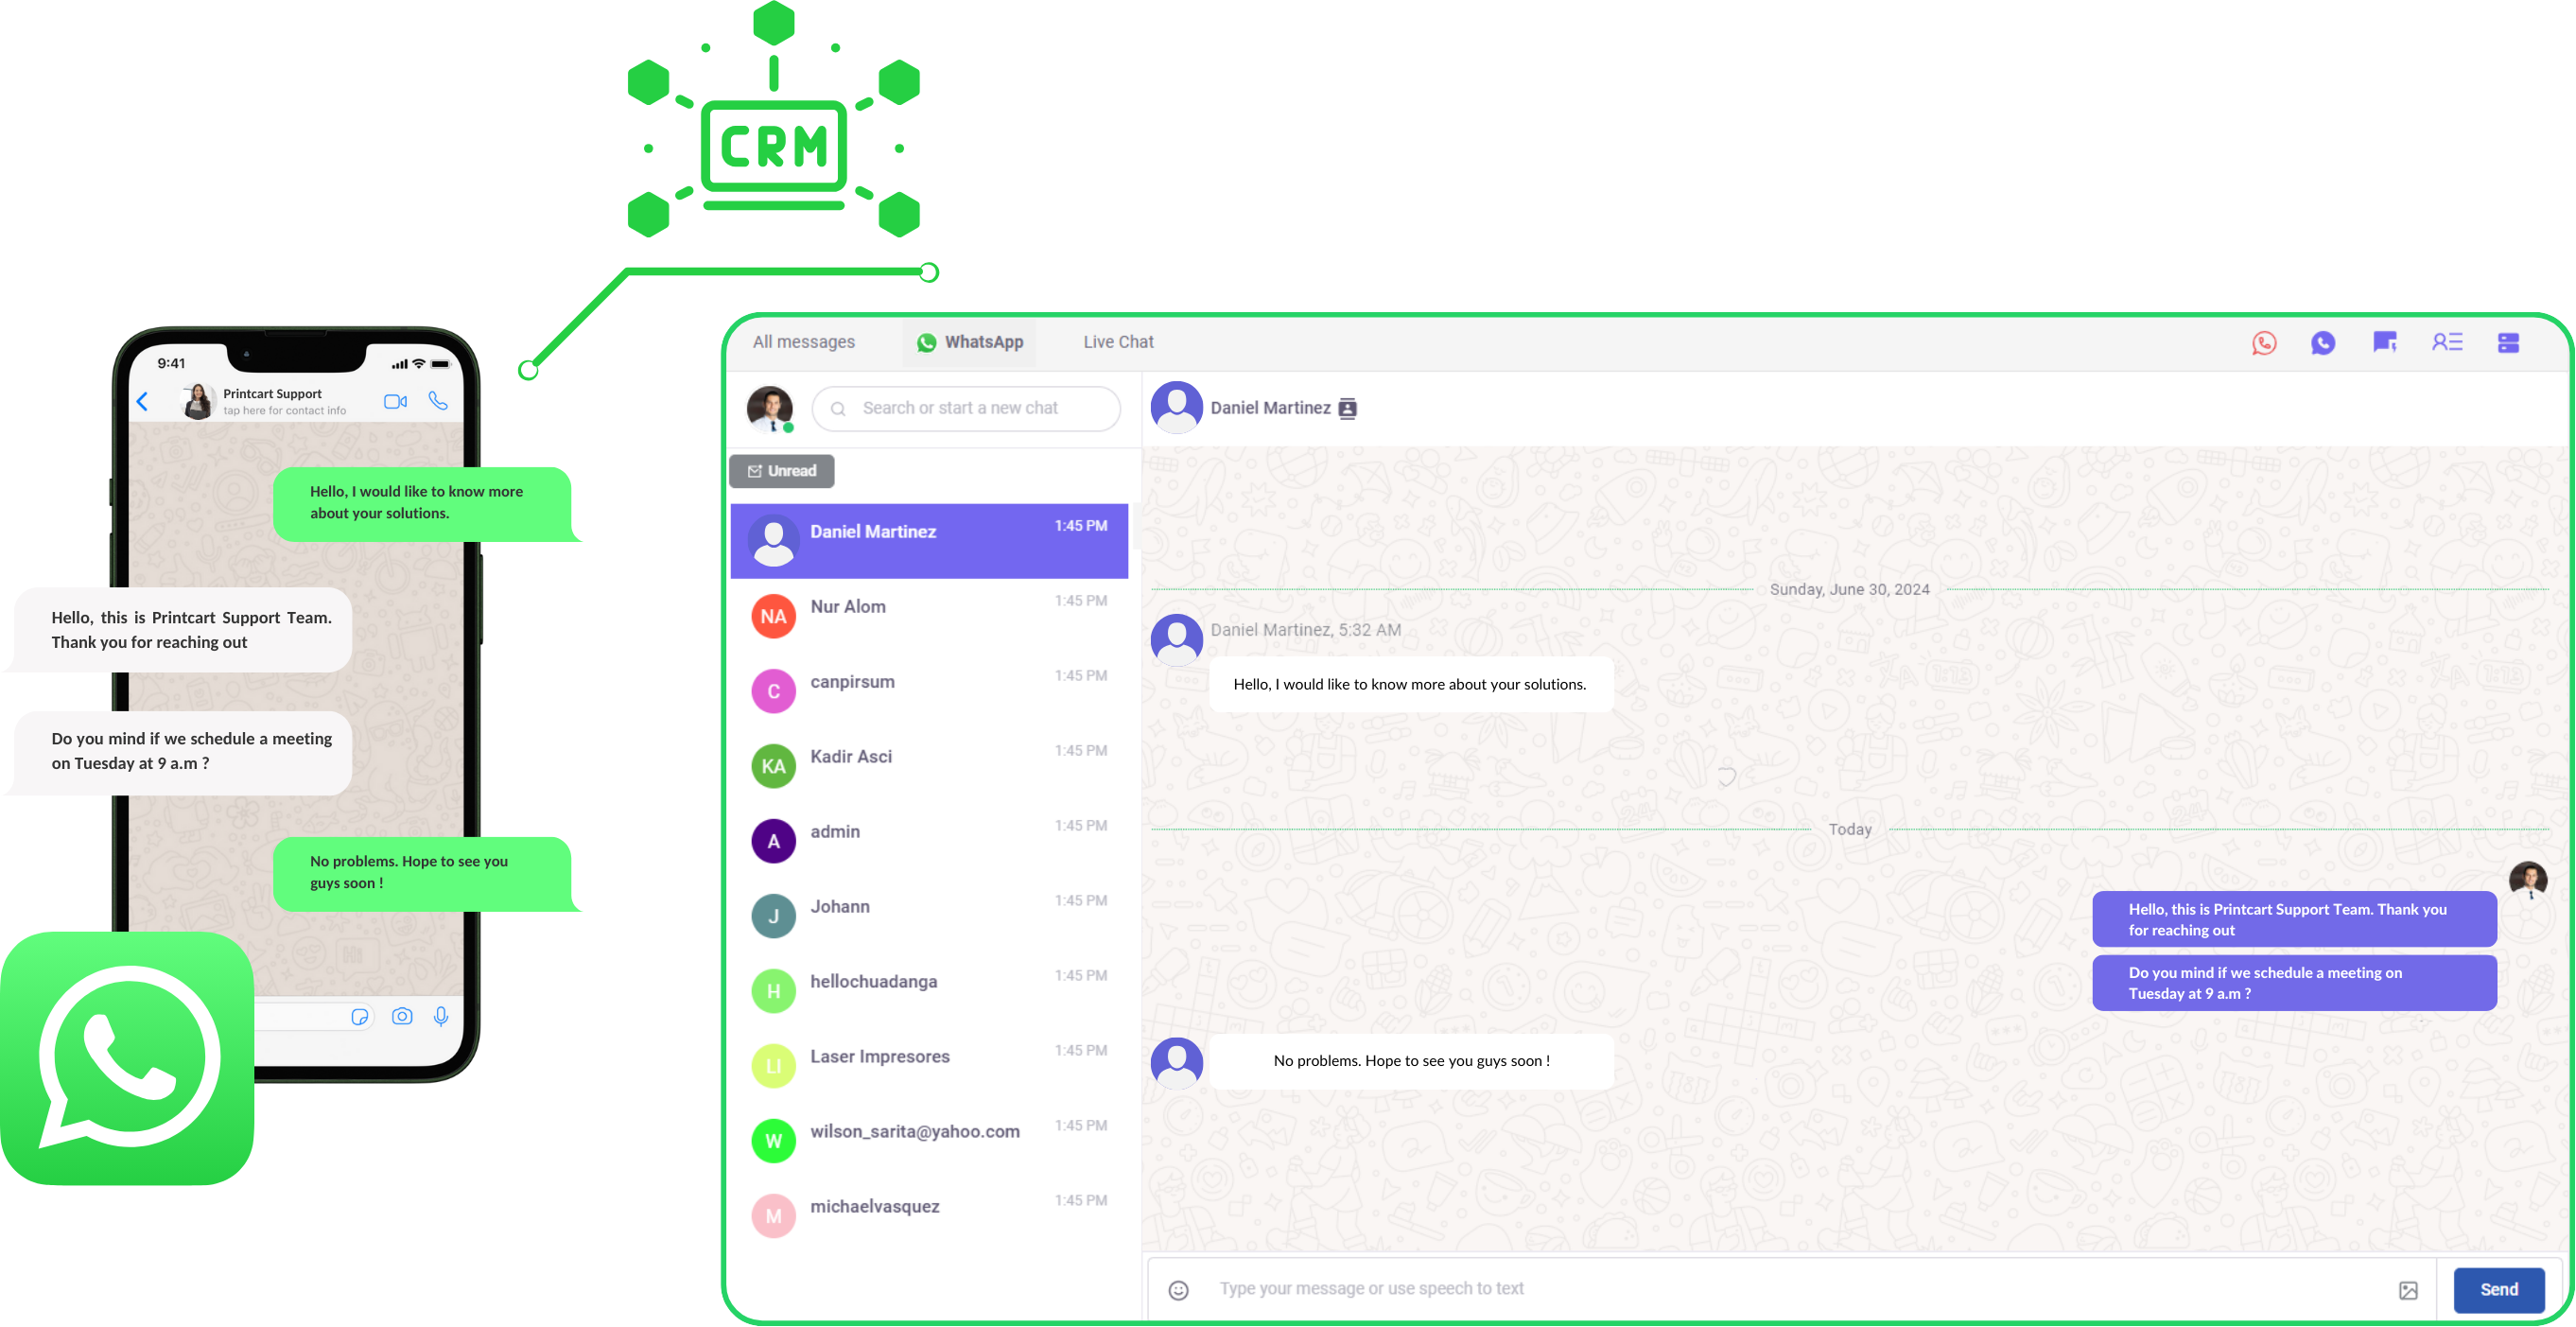 CRM
9:41
Printcart Support
tap here for contact info
Hello, I would like to know more
about your solutions.
Hello, this is Printcart Support Team.
Thank you for reaching out
Do you mind if we schedule a meeting
on Tuesday at 9 a.m ?
No problems. Hope to see you
guys soon !
All messages
WhatsApp
Live Chat
Search or start a new chat
Unread
Daniel Martinez 1:45 PM
NA Nur Alom 1:45 PM
C canpirsum 1:45 PM
KA Kadir Asci 1:45 PM
A admin 1:45 PM
J Johann 1:45 PM
H hellochuadanga 1:45 PM
LI Laser Impresores 1:45 PM
W wilson_sarita@yahoo.com 1:45 PM
M michaelvasquez 1:45 PM
Daniel Martinez
Sunday, June 30, 2024
Daniel Martinez, 5:32 AM
Hello, I would like to know more about your solutions.
Today
Hello, this is Printcart Support Team. Thank you
for reaching out
Do you mind if we schedule a meeting on
Tuesday at 9 a.m ?
No problems. Hope to see you guys soon !
Type your message or use speech to text
Send